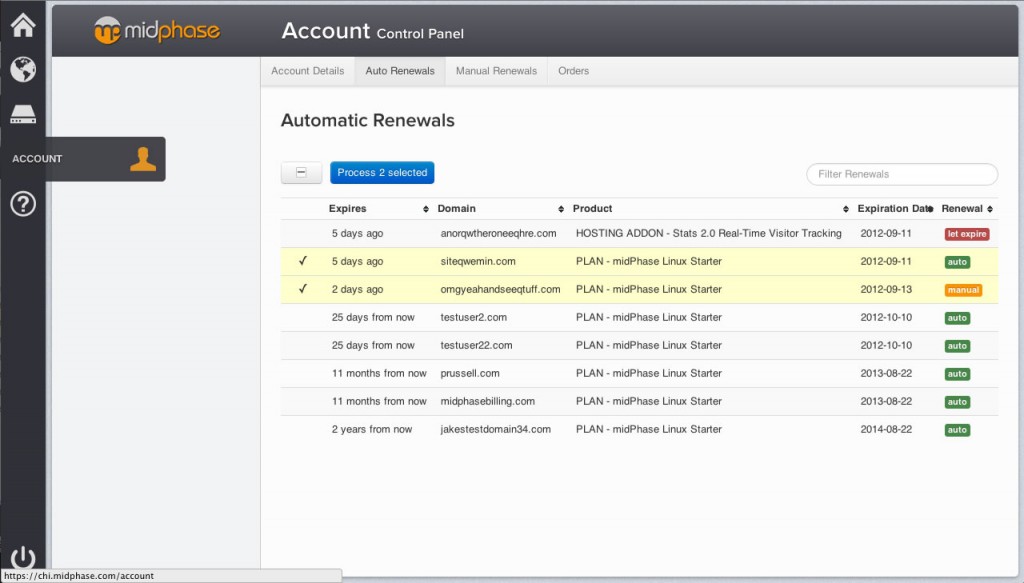 midphase
Account Control Panel
Account Details Auto Renewals Manual Renewals Orders
ACCOUNT
Automatic Renewals
Process 2 selected Filter Renewals
Expires Domain Product Expiration Date Renewal
5 days ago anorqwtheroneeqhre.com HOSTING ADDON - Stats 2.0 Real-Time Visitor Tracking 2012-09-11 let expire
✓ 5 days ago siteqwemin.com PLAN - midPhase Linux Starter 2012-09-11 auto
✓ 2 days ago omgyeahandseeqtuff.com PLAN - midPhase Linux Starter 2012-09-13 manual
25 days from now testuser2.com PLAN - midPhase Linux Starter 2012-10-10 auto
25 days from now testuser22.com PLAN - midPhase Linux Starter 2012-10-10 auto
11 months from now prussell.com PLAN - midPhase Linux Starter 2013-08-22 auto
11 months from now midphasebilling.com PLAN - midPhase Linux Starter 2013-08-22 auto
2 years from now jakestestdomain34.com PLAN - midPhase Linux Starter 2014-08-22 auto
https://chi.midphase.com/account